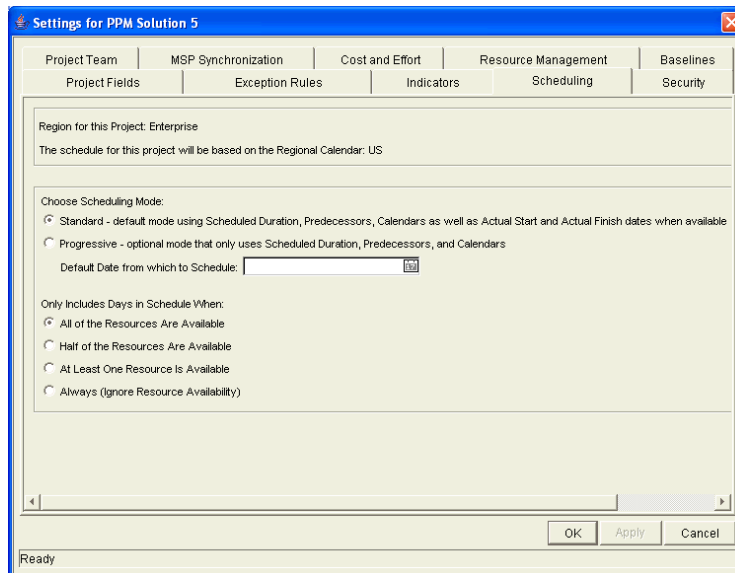 Settings for PPM Solution 5
Project Team MSP Synchronization Cost and Effort Resource Management Baselines
Project Fields Exception Rules Indicators Scheduling Security
Region for this Project: Enterprise
The schedule for this project will be based on the Regional Calendar: US
Choose Scheduling Mode:
Standard - default mode using Scheduled Duration, Predecessors, Calendars as well as Actual Start and Actual Finish dates when available
Progressive - optional mode that only uses Scheduled Duration, Predecessors, and Calendars
Default Date from which to Schedule:
Only Includes Days in Schedule When:
All of the Resources Are Available
Half of the Resources Are Available
At Least One Resource Is Available
Always (Ignore Resource Availability)
OK Apply Cancel
Ready